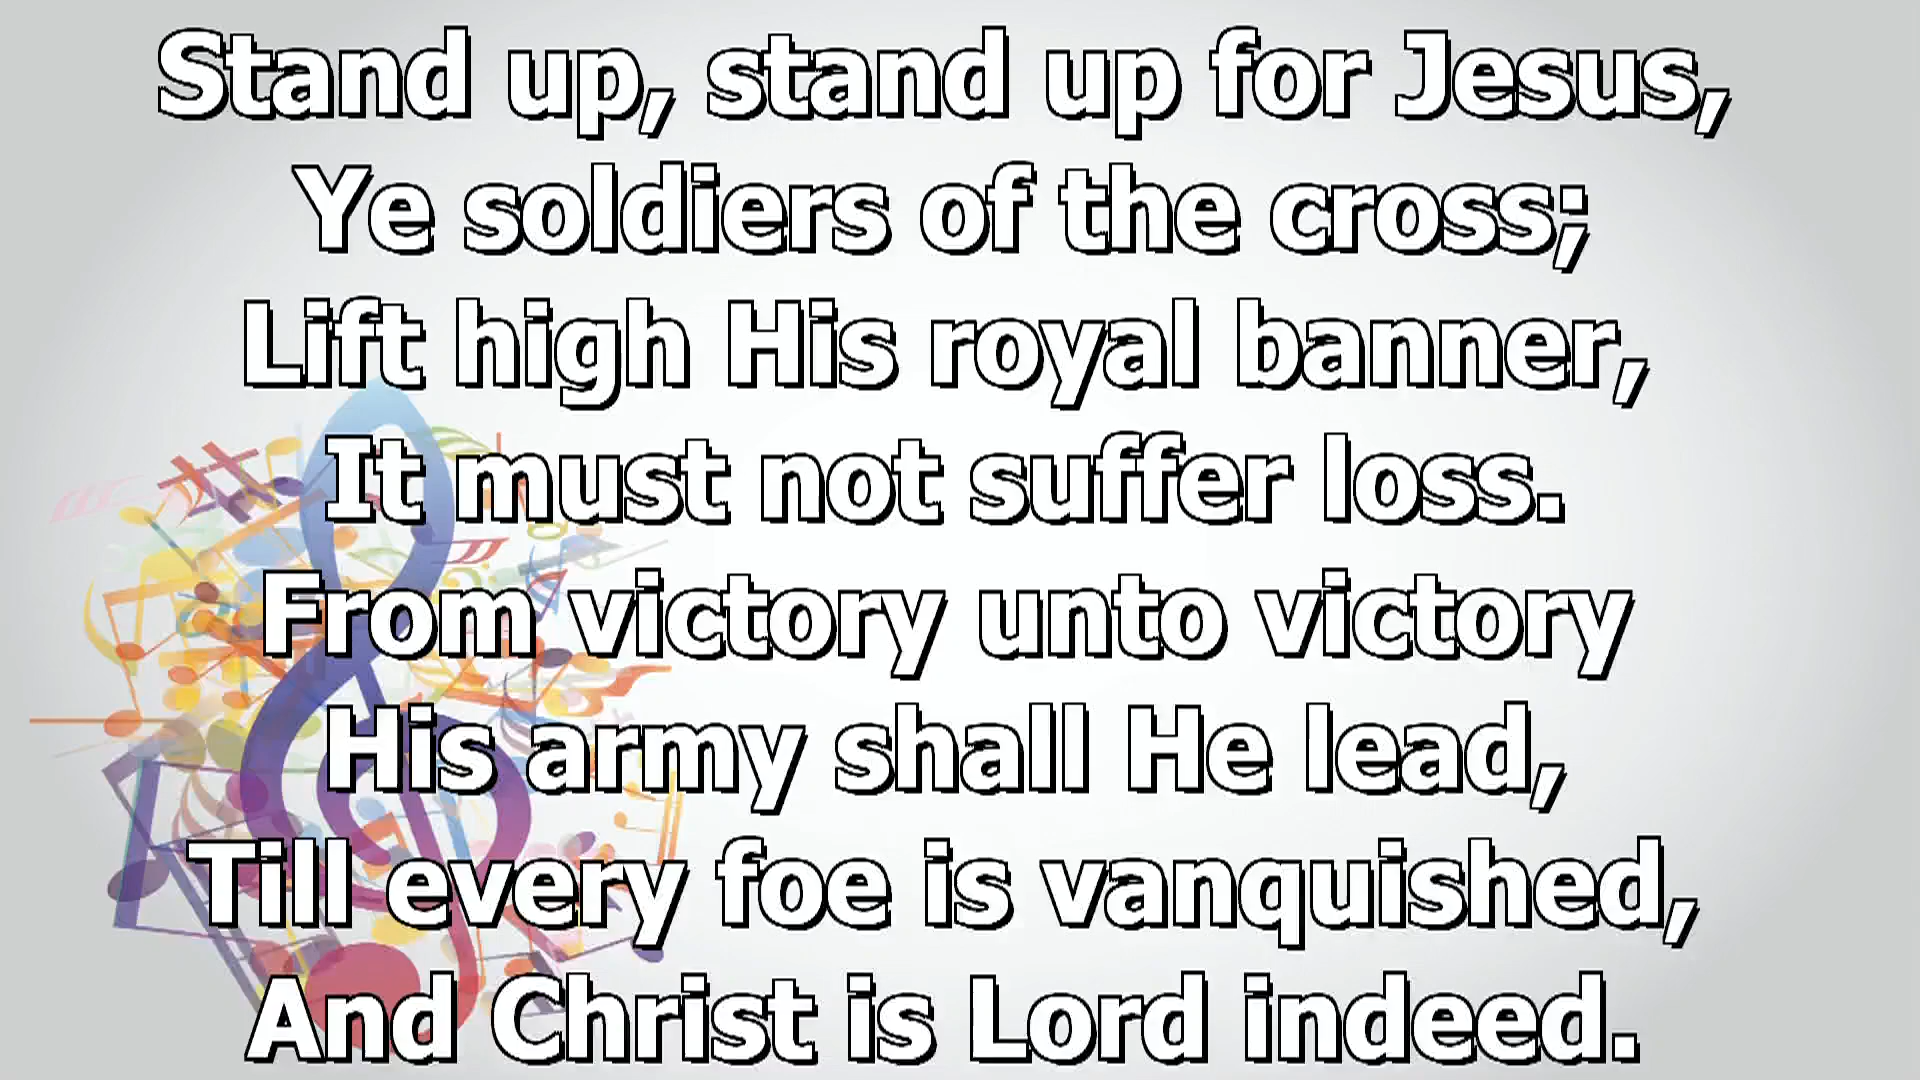 Stand up, stand up for Jesus,
Ye soldiers of the cross;
Lift high His royal banner,
It must not suffer loss.
From victory unto victory
His army shall He lead,
Till every foe is vanquished,
And Christ is Lord indeed.